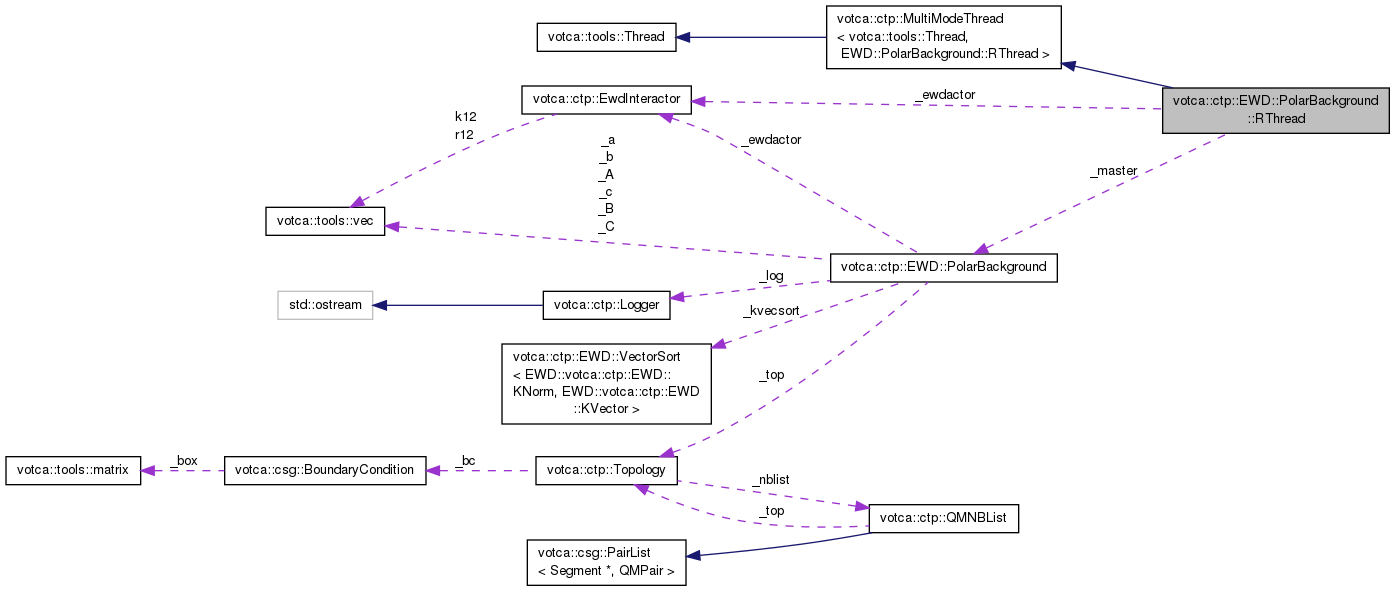 votca::ctp::MultiModeThread
< votca::tools::Thread,
EWD::PolarBackground::RThread >
votca::tools::Thread
votca::ctp::EwdInteractor
_ewdactor
votca::ctp::EWD::PolarBackground
::RThread
k12
r12
_a
_b
_A
_c
_B
_C
_ewdactor
_master
votca::tools::vec
votca::ctp::EWD::PolarBackground
_log
std::ostream
votca::ctp::Logger
_kvecsort
votca::ctp::EWD::VectorSort
< EWD::votca::ctp::EWD::
KNorm, EWD::votca::ctp::EWD
::KVector >
_top
votca::tools::matrix
_box
votca::csg::BoundaryCondition
_bc
votca::ctp::Topology
_nblist
_top
votca::ctp::QMNBList
votca::csg::PairList
< Segment *, QMPair >